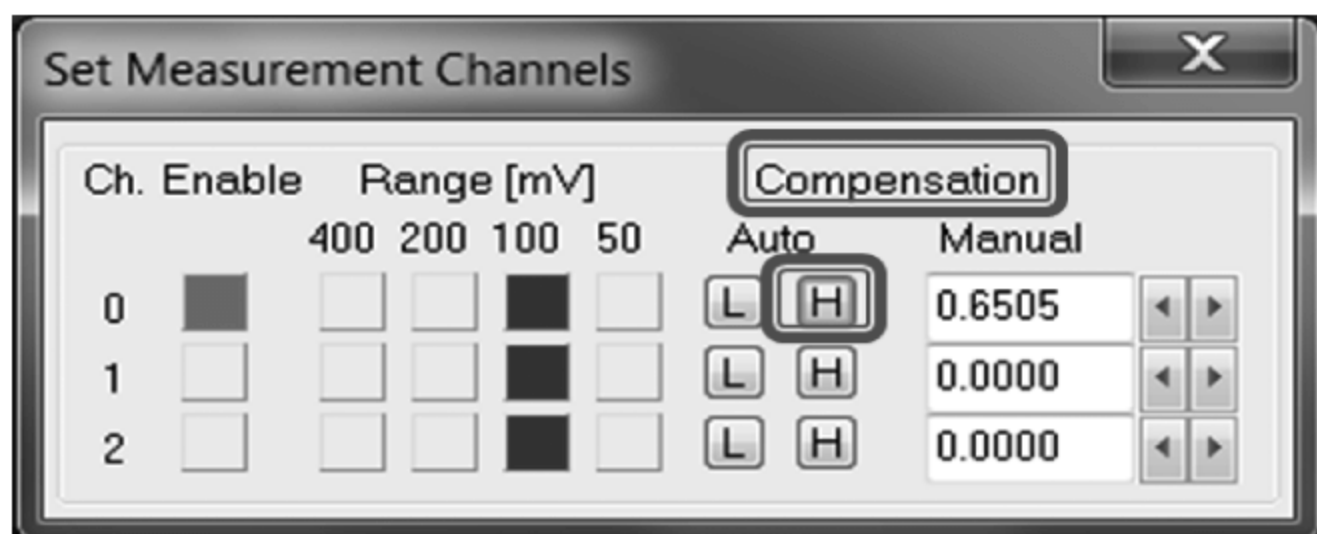 Set Measurement Channels
Ch. Enable Range [mV] Compensation
400 200 100 50 Auto Manual
0 L H 0.6505
1 L H 0.0000
2 L H 0.0000